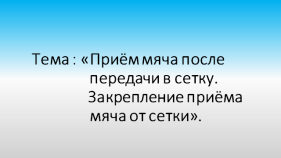 Тема : «Приём мяча после
передачи в сетку.
Закрепление приёма
мяча от сетки».